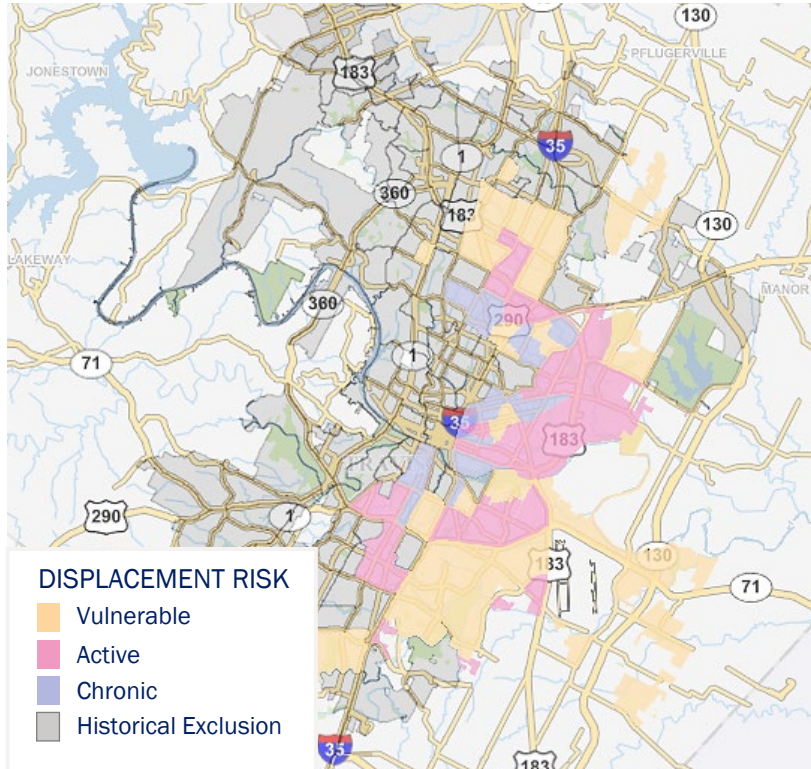 130
PFLUGERVILLE
JONESTOWN
183
35
1
360
183
130
LAKEWAY
MANOR
360
290
1
71
35
183
290
1
130
183
71
DISPLACEMENT RISK
Vulnerable
Active
Chronic
Historical Exclusion
35
183